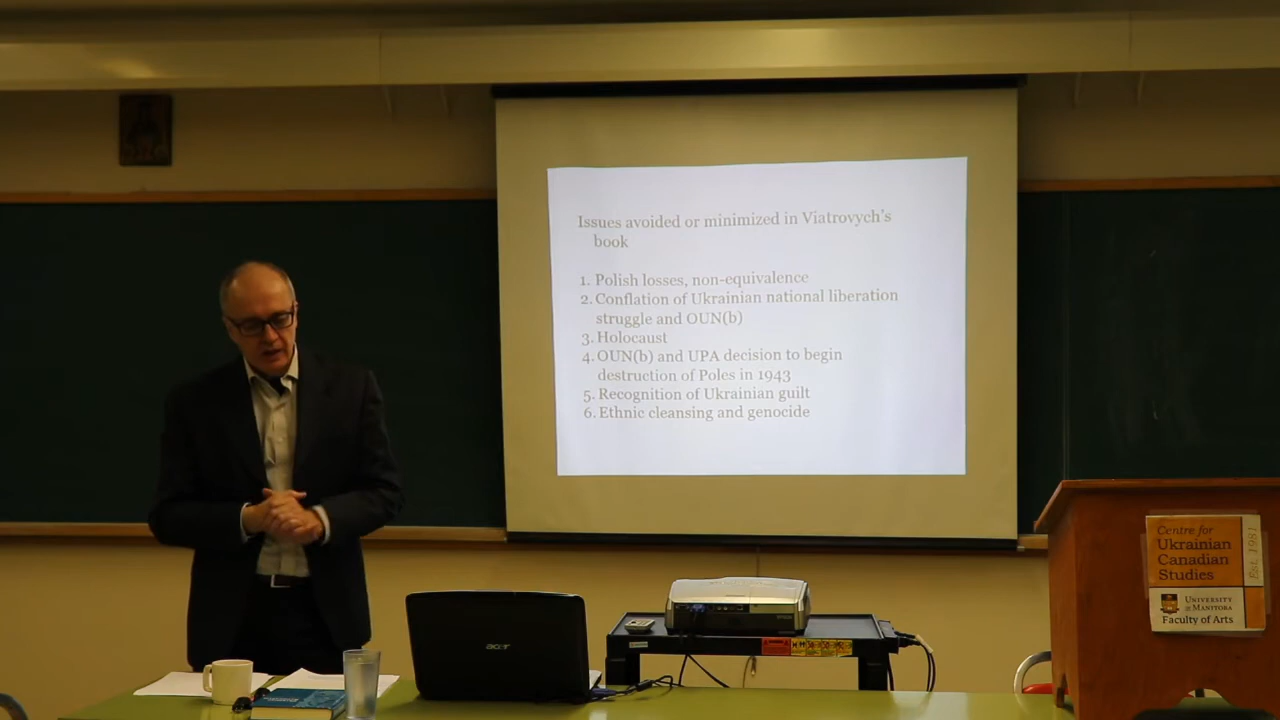 Issues avoided or minimized in Viatrovych's
book
1. Polish losses, non-equivalence
2. Conflation of Ukrainian national liberation
struggle and OUN(b)
3. Holocaust
4. OUN(b) and UPA decision to begin
destruction of Poles in 1943
5. Recognition of Ukrainian guilt
6. Ethnic cleansing and genocide
acer
Centre for
Ukrainian
Canadian
Studies
Est. 1981
UNIVERSITY
OF MANITOBA
Faculty of Arts